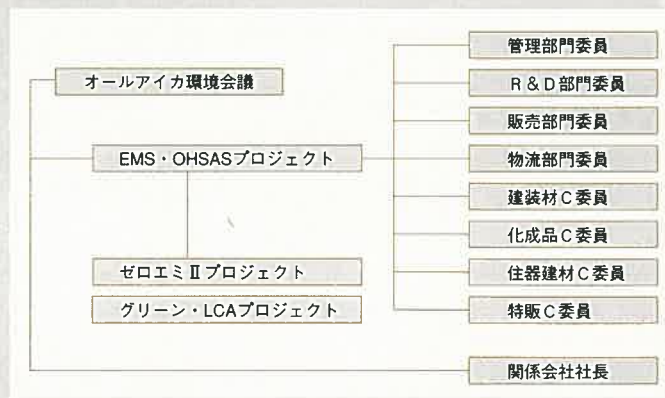 オールアイカ環境会議
EMS・OHSASプロジェクト
ゼロエミⅡプロジェクト
グリーン・LCAプロジェクト
管理部門委員
R&D部門委員
販売部門委員
物流部門委員
建装材C委員
化成品C委員
住器建材C委員
特販C委員
関係会社社長